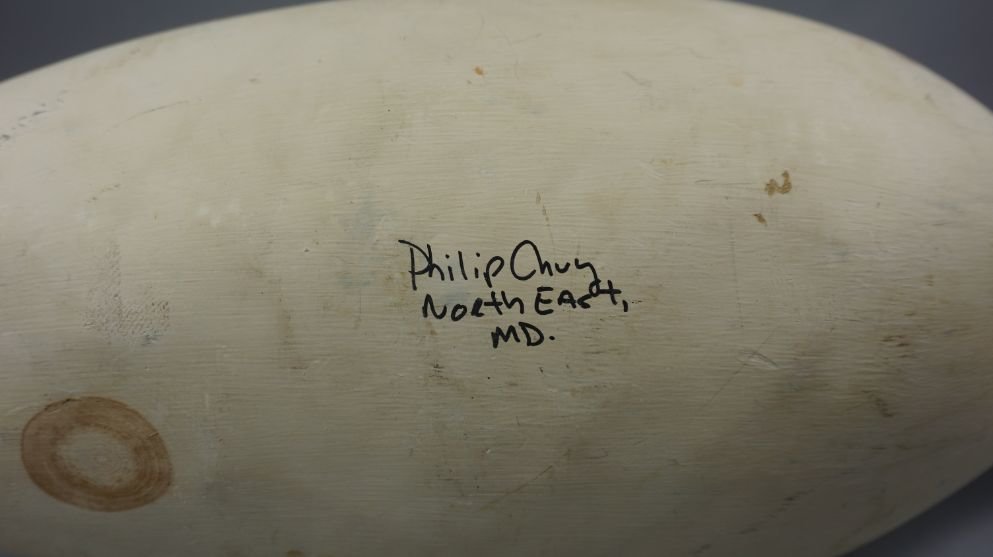 Philip Chuy
North East,
MD.